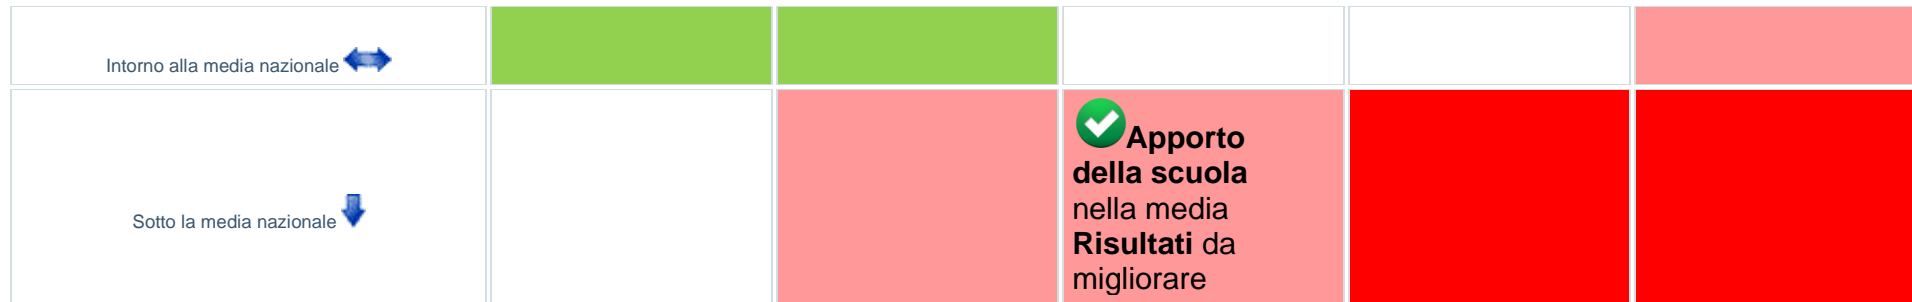 Intorno alla media nazionale
Apporto
della scuola
nella media
Risultati da
migliorare
Sotto la media nazionale